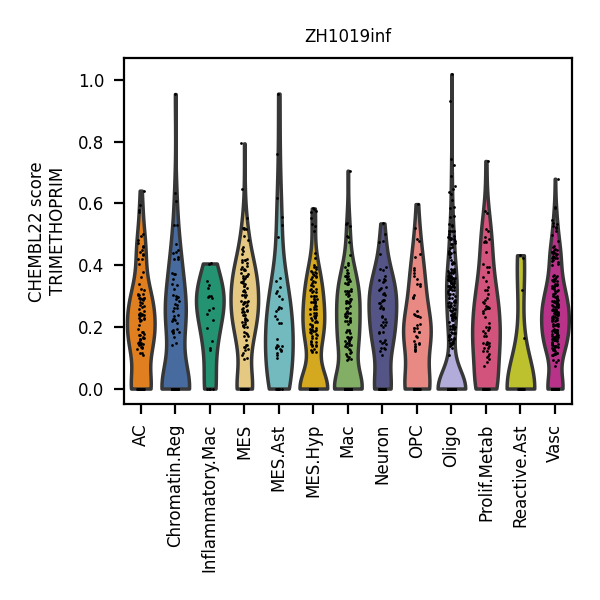 ZH1019inf
CHEMBL22 score
TRIMETHOPRIM
1.0
0.8
0.6
0.4
0.2
0.0
AC
Chromatin.Reg
Inflammatory.Mac
MES
MES.Ast
MES.Hyp
Mac
Neuron
OPC
Oligo
Prolif.Metab
Reactive.Ast
Vasc